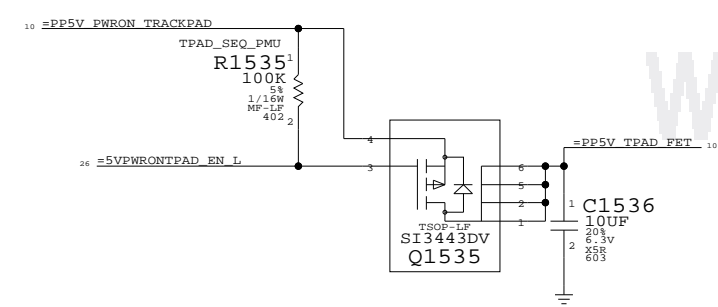 10 =PP5V_PWRON_TRACKPAD
TPAD_SEQ_PMU
R1535 1
100K
5%
1/16W
MF-LF
402 2
26 =5VPWRONTPAD_EN_L
4
3
6
5
2
1
TSOP-LF
SI3443DV
Q1535
=PP5V_TPAD_FET 10
1 C1536
10UF
20%
6.3V
2 X5R
603
W